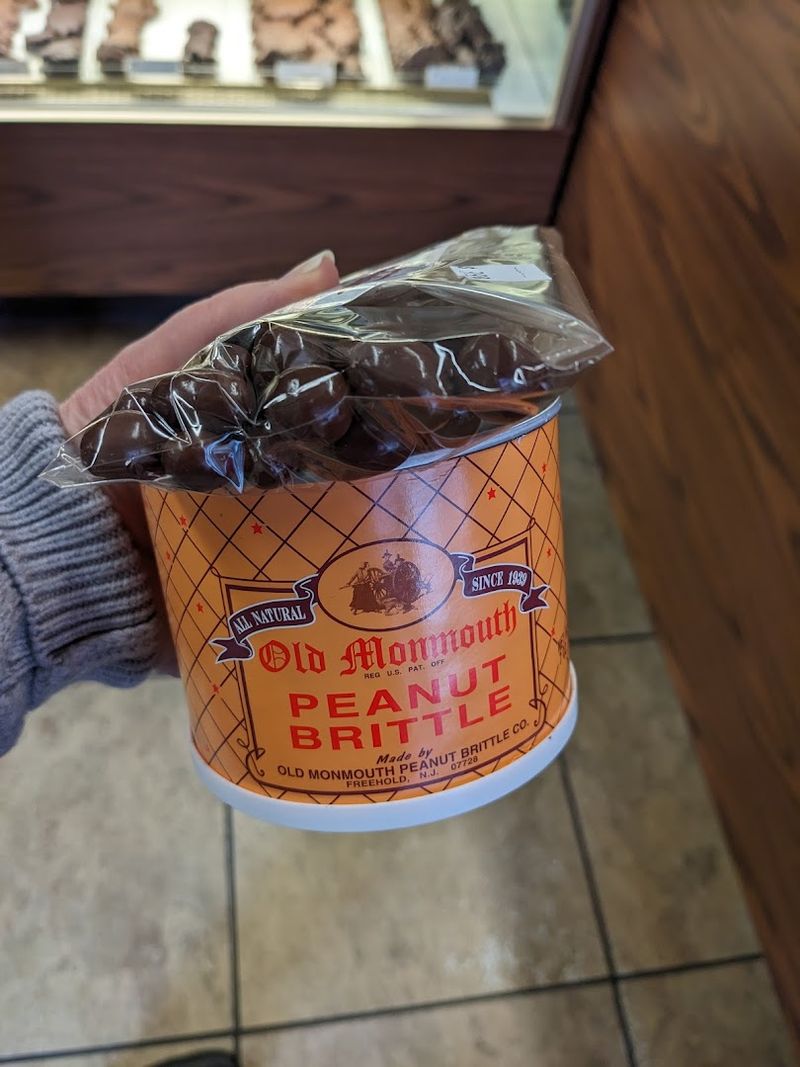 ALL NATURAL
SINCE 1939
Old Monmouth
REG U.S. PAT. OFF
PEANUT
BRITTLE
Made by
OLD MONMOUTH PEANUT BRITTLE CO.
FREEHOLD, N.J. 07728